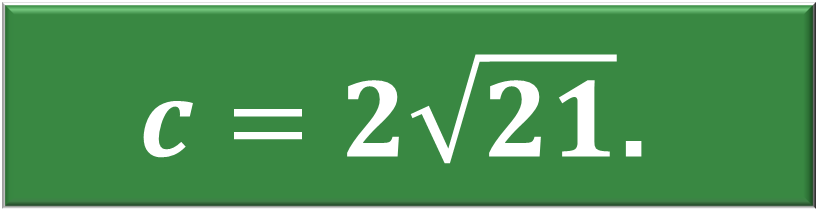 c = 2√21.